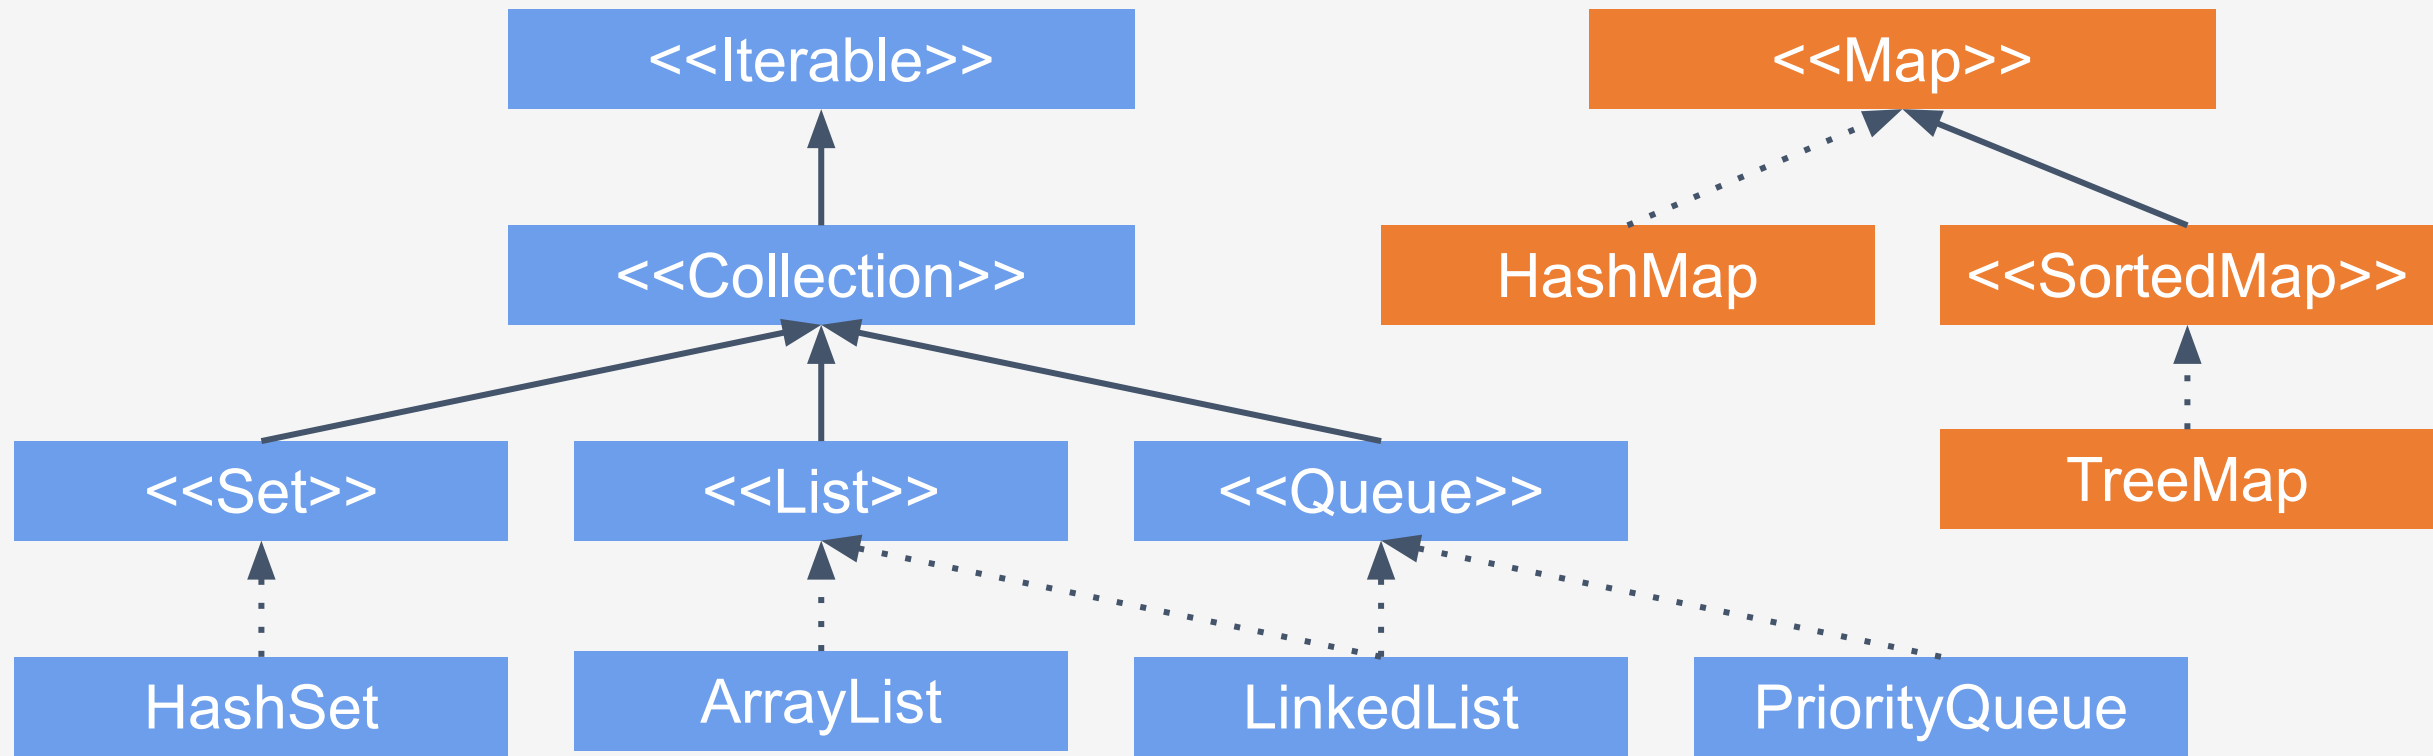 <<Iterable>>
<<Map>>
<<Collection>>
HashMap
<<SortedMap>>
<<Set>>
<<List>>
<<Queue>>
TreeMap
HashSet
ArrayList
LinkedList
PriorityQueue